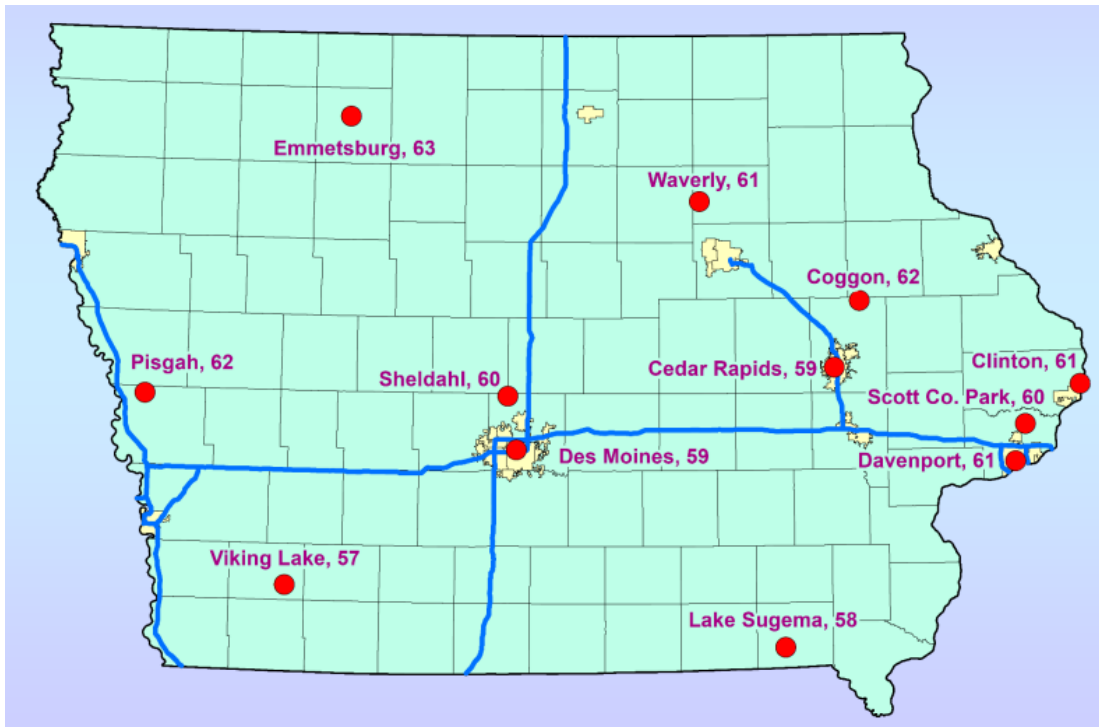 Emmetsburg, 63
Waverly, 61
Coggon, 62
Pisgah, 62
Sheldahl, 60
Cedar Rapids, 59
Clinton, 61
Scott Co. Park, 60
Des Moines, 59
Davenport, 61
Viking Lake, 57
Lake Sugema, 58